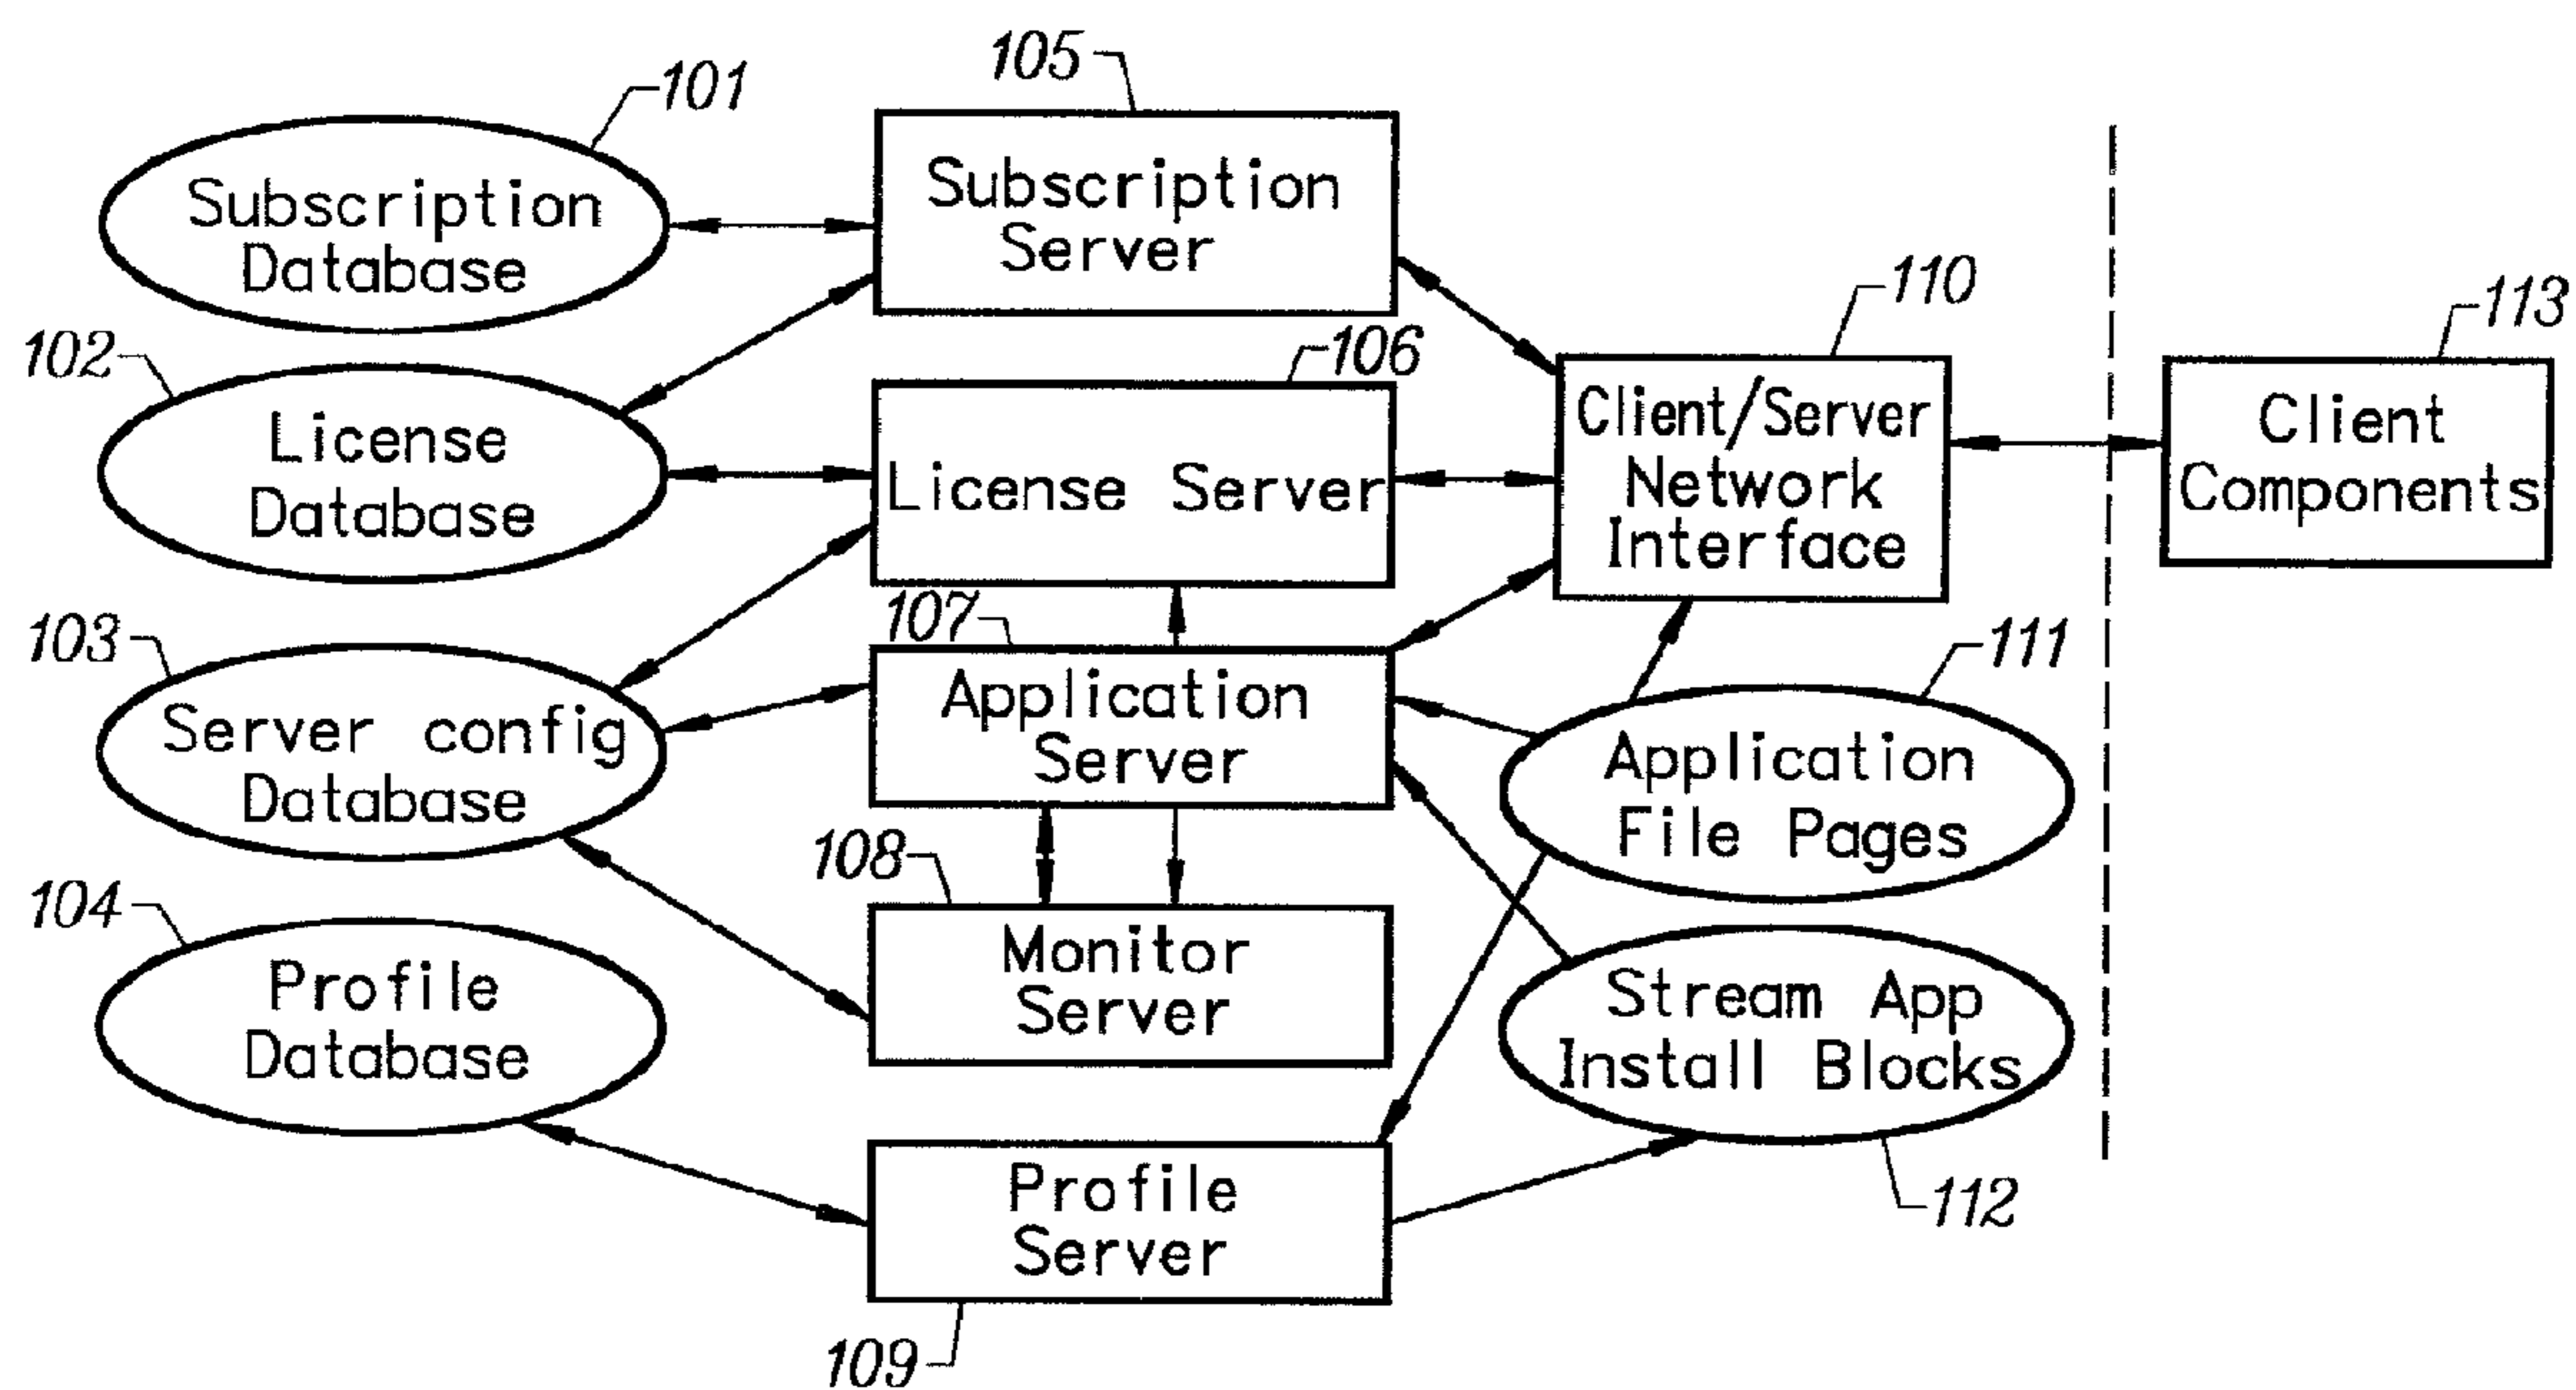 105
101
Subscription
Database
Subscription
Server
110
113
102
106
License
Database
License Server
Client/Server
Network
Interface
Client
Components
103
107
111
Server config
Database
Application
Server
Application
File Pages
104
108
Profile
Database
Monitor
Server
Stream App
Install Blocks
Profile
Server
112
109